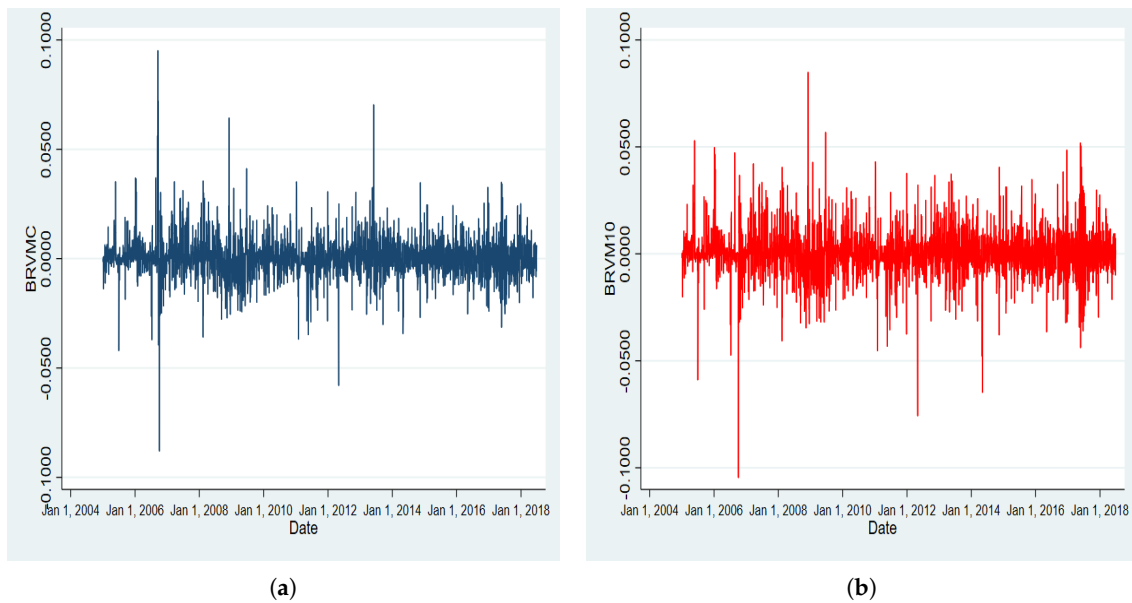 0.1000
0.0500
0.0000
-0.0500
-0.1000
BRVMC
Jan 1, 2004 Jan 1, 2006 Jan 1, 2008 Jan 1, 2010 Jan 1, 2012 Jan 1, 2014 Jan 1, 2016 Jan 1, 2018
Date
(a)
0.1000
0.0500
0.0000
-0.0500
-0.1000
BRVM10
Jan 1, 2004 Jan 1, 2006 Jan 1, 2008 Jan 1, 2010 Jan 1, 2012 Jan 1, 2014 Jan 1, 2016 Jan 1, 2018
Date
(b)